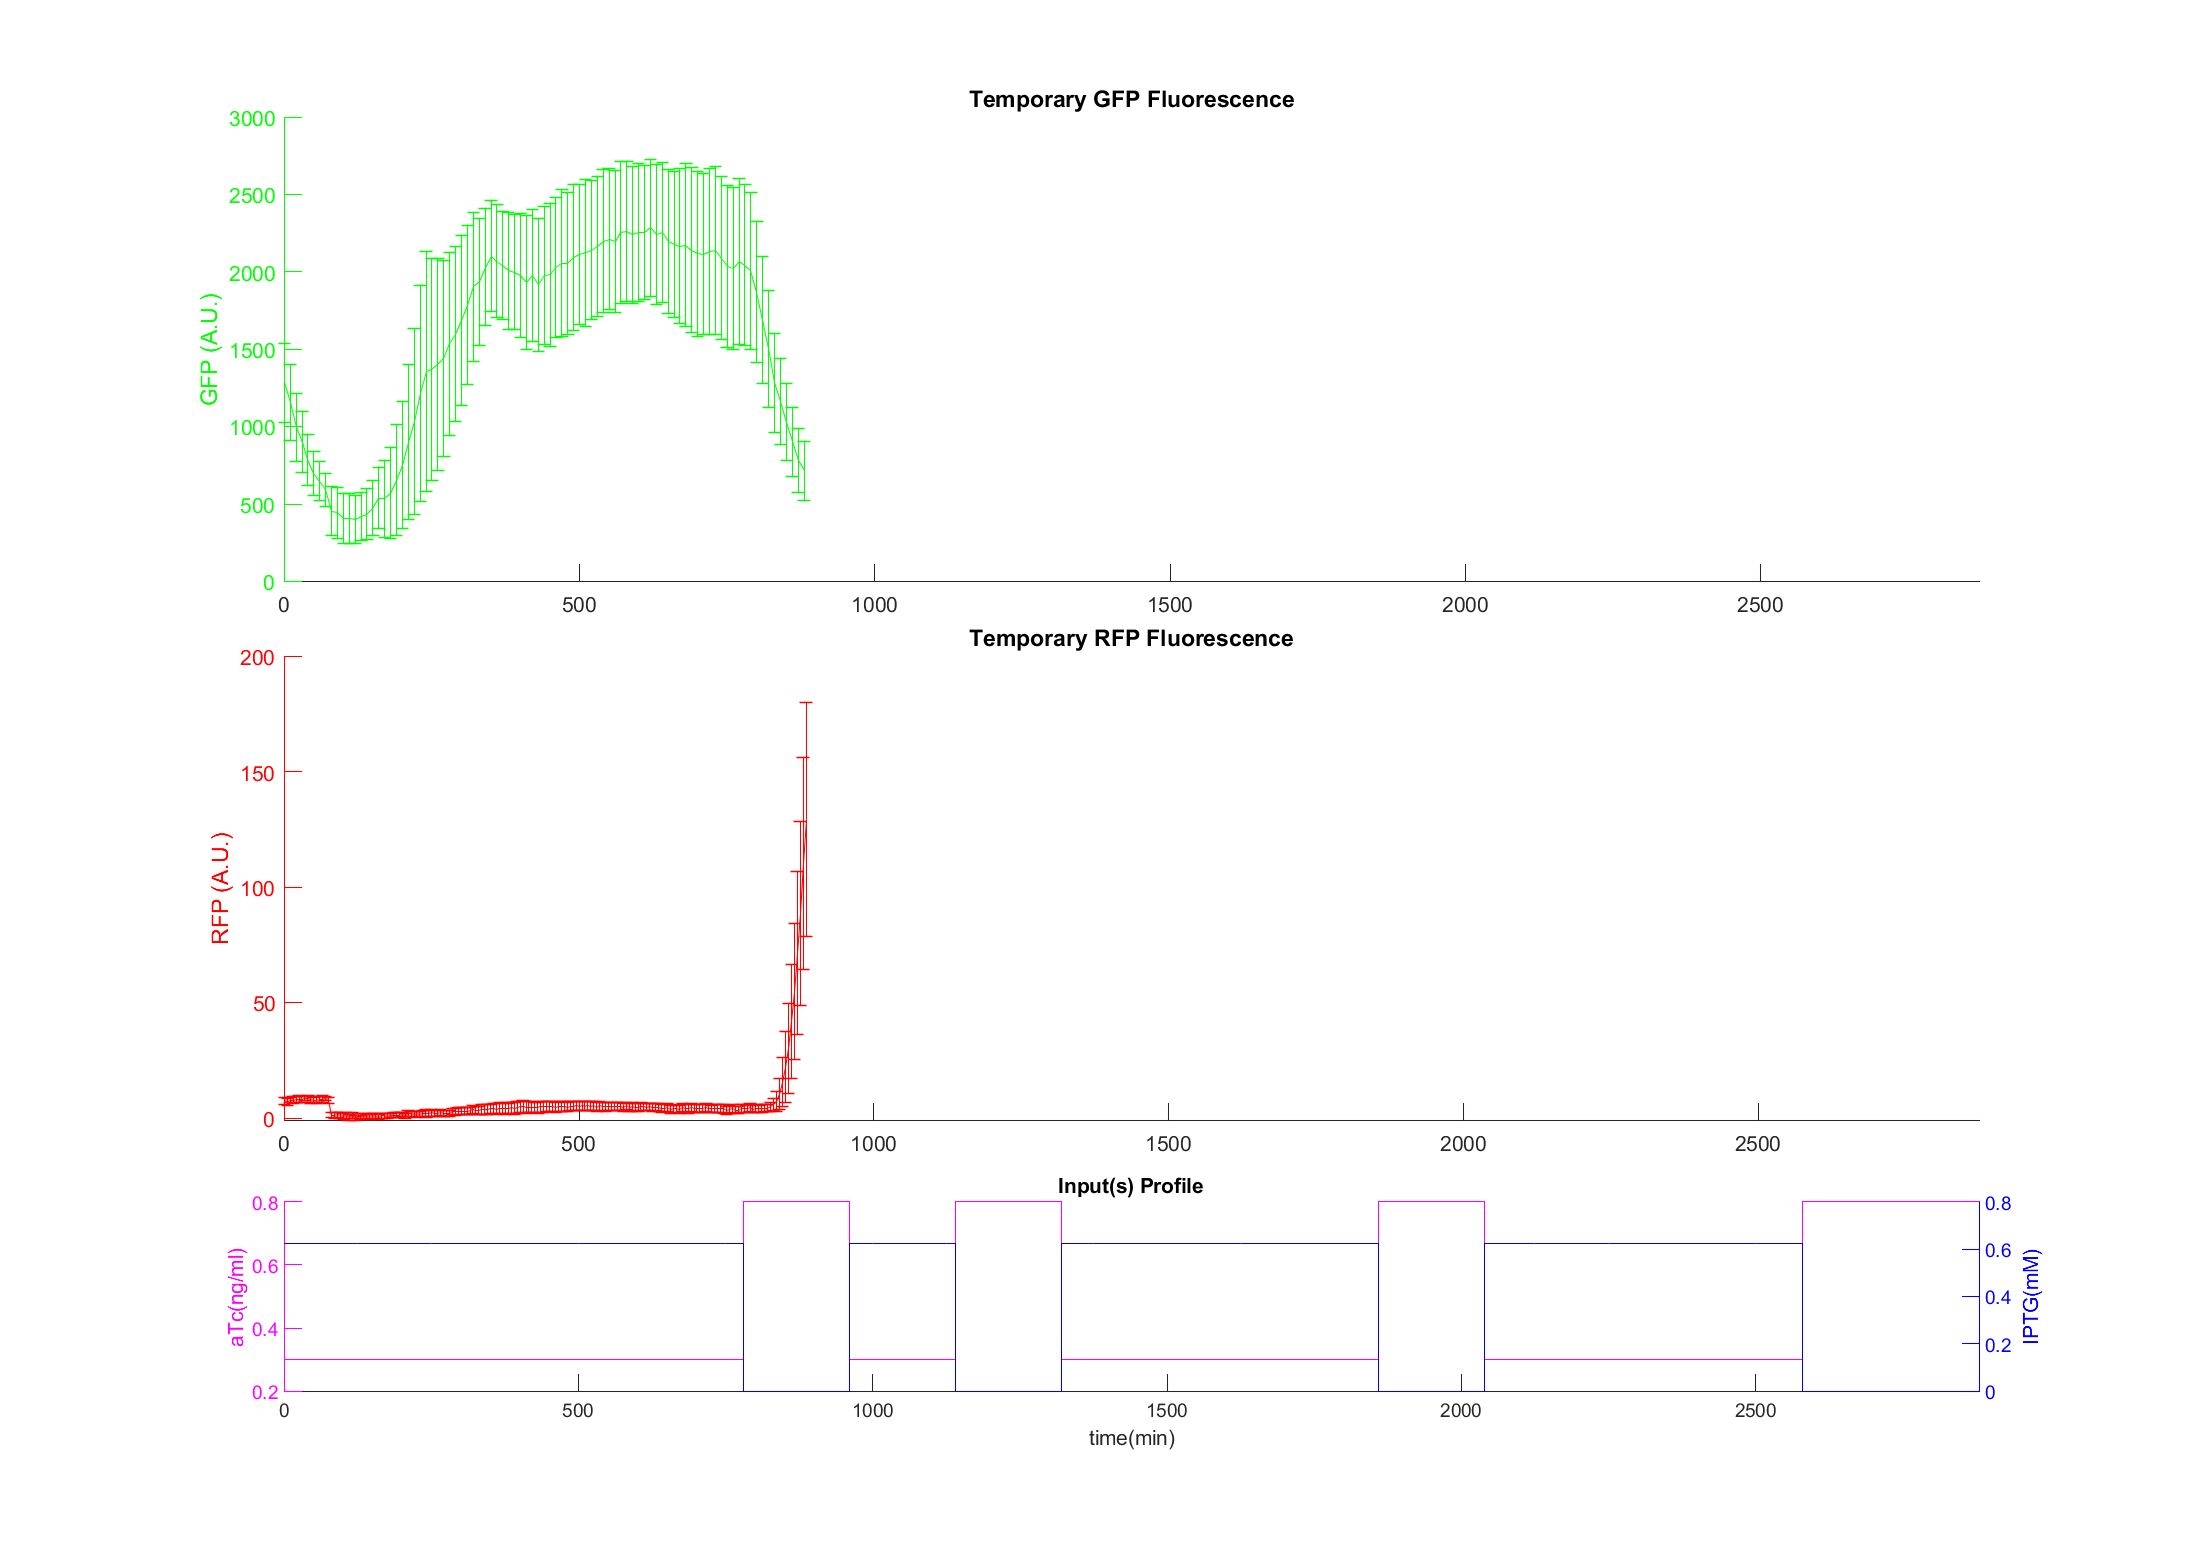 Temporary GFP Fluorescence
GFP (A.U.)
3000
2500
2000
1500
1000
500
0
0 500 1000 1500 2000 2500
Temporary RFP Fluorescence
RFP (A.U.)
200
150
100
50
0
0 500 1000 1500 2000 2500
Input(s) Profile
aTc(ng/ml)
0.8
0.6
0.4
0.2
IPTG(mM)
0.8
0.6
0.4
0.2
0
0 500 1000 1500 2000 2500
time(min)